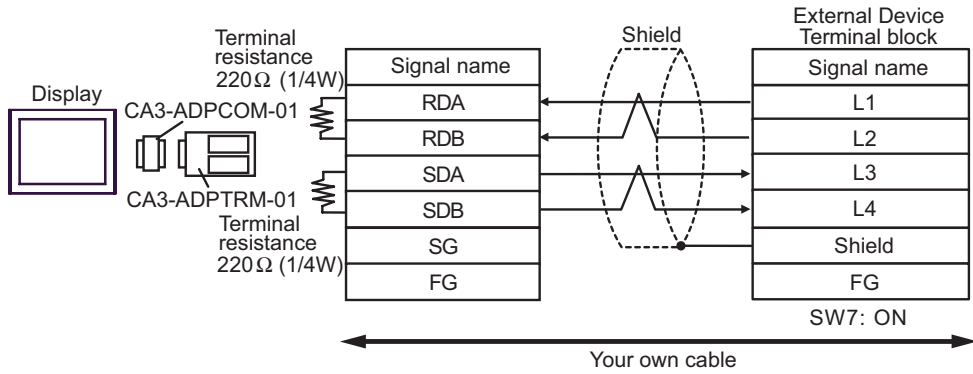 External Device
Terminal block
Terminal
resistance
220Ω (1/4W)
Shield
Display
CA3-ADPCOM-01
CA3-ADPTRM-01
Terminal
resistance
220Ω (1/4W)
Signal name
RDA
RDB
SDA
SDB
SG
FG
Signal name
L1
L2
L3
L4
Shield
FG
SW7: ON
Your own cable